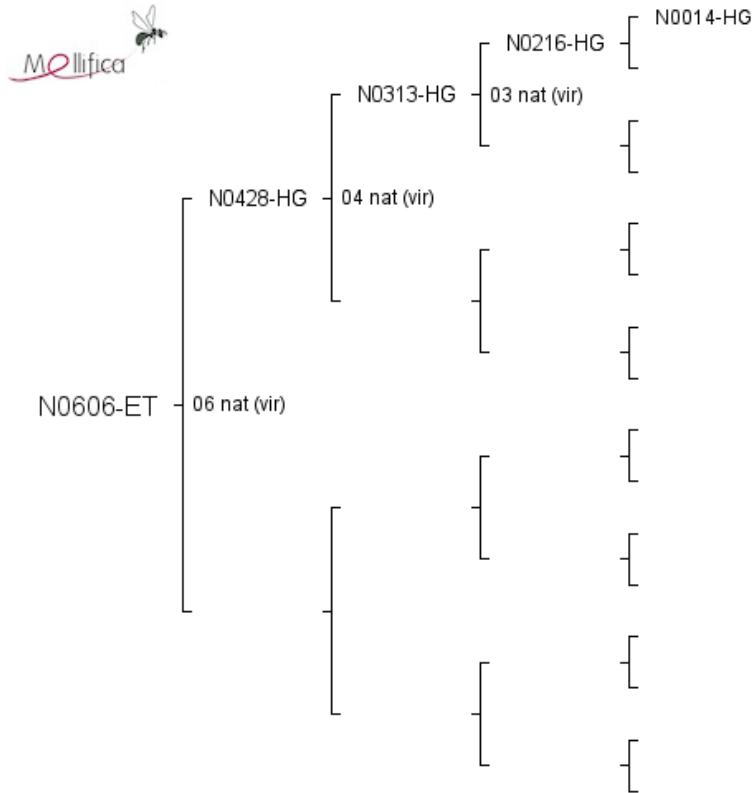 Mellifica
N0014-HG
N0216-HG
N0313-HG
03 nat (vir)
N0428-HG
04 nat (vir)
N0606-ET
06 nat (vir)